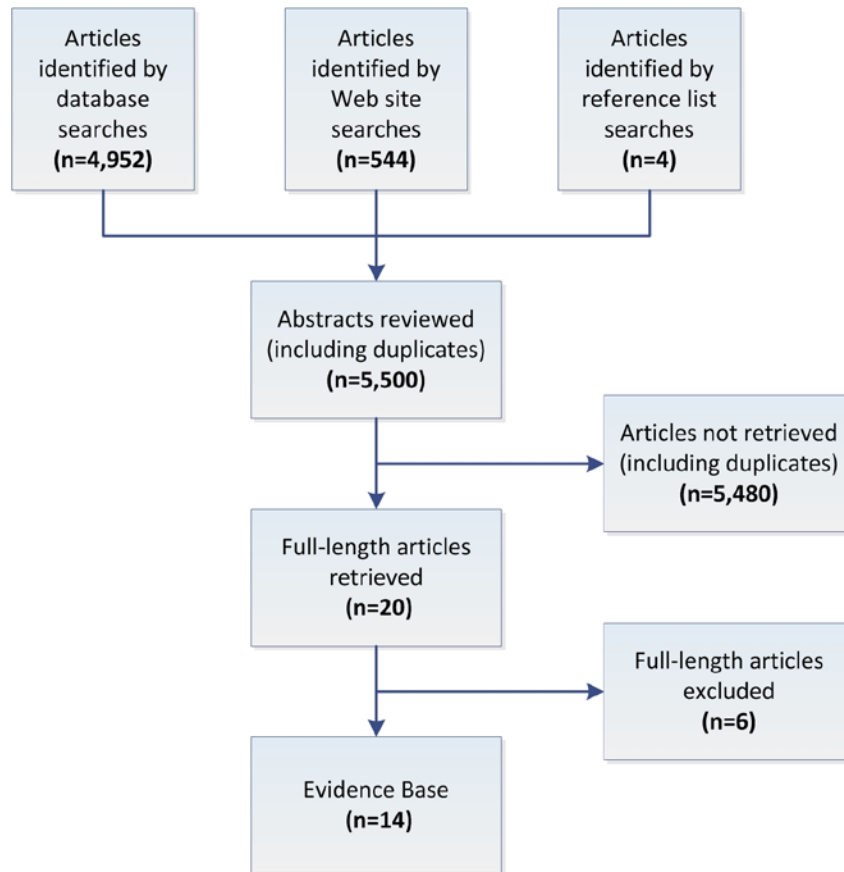 Articles
identified by
database
searches
(n=4,952)
Articles
identified by
Web site
searches
(n=544)
Articles
identified by
reference list
searches
(n=4)
Abstracts reviewed
(including duplicates)
(n=5,500)
Articles not retrieved
(including duplicates)
(n=5,480)
Full-length articles
retrieved
(n=20)
Full-length articles
excluded
(n=6)
Evidence Base
(n=14)